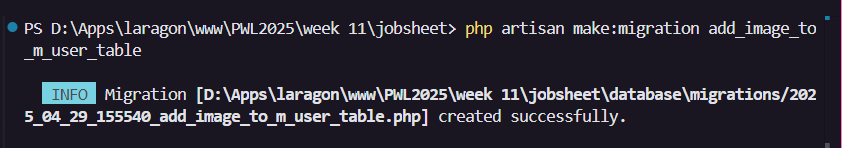 PS D:\Apps\laragon\www\PWL2025\week 11\jobsheet> php artisan make:migration add_image_to
_m_user_table
INFO Migration [D:\Apps\laragon\www\PWL2025\week 11\jobsheet\database\migrations/202
5_04_29_155540_add_image_to_m_user_table.php] created successfully.